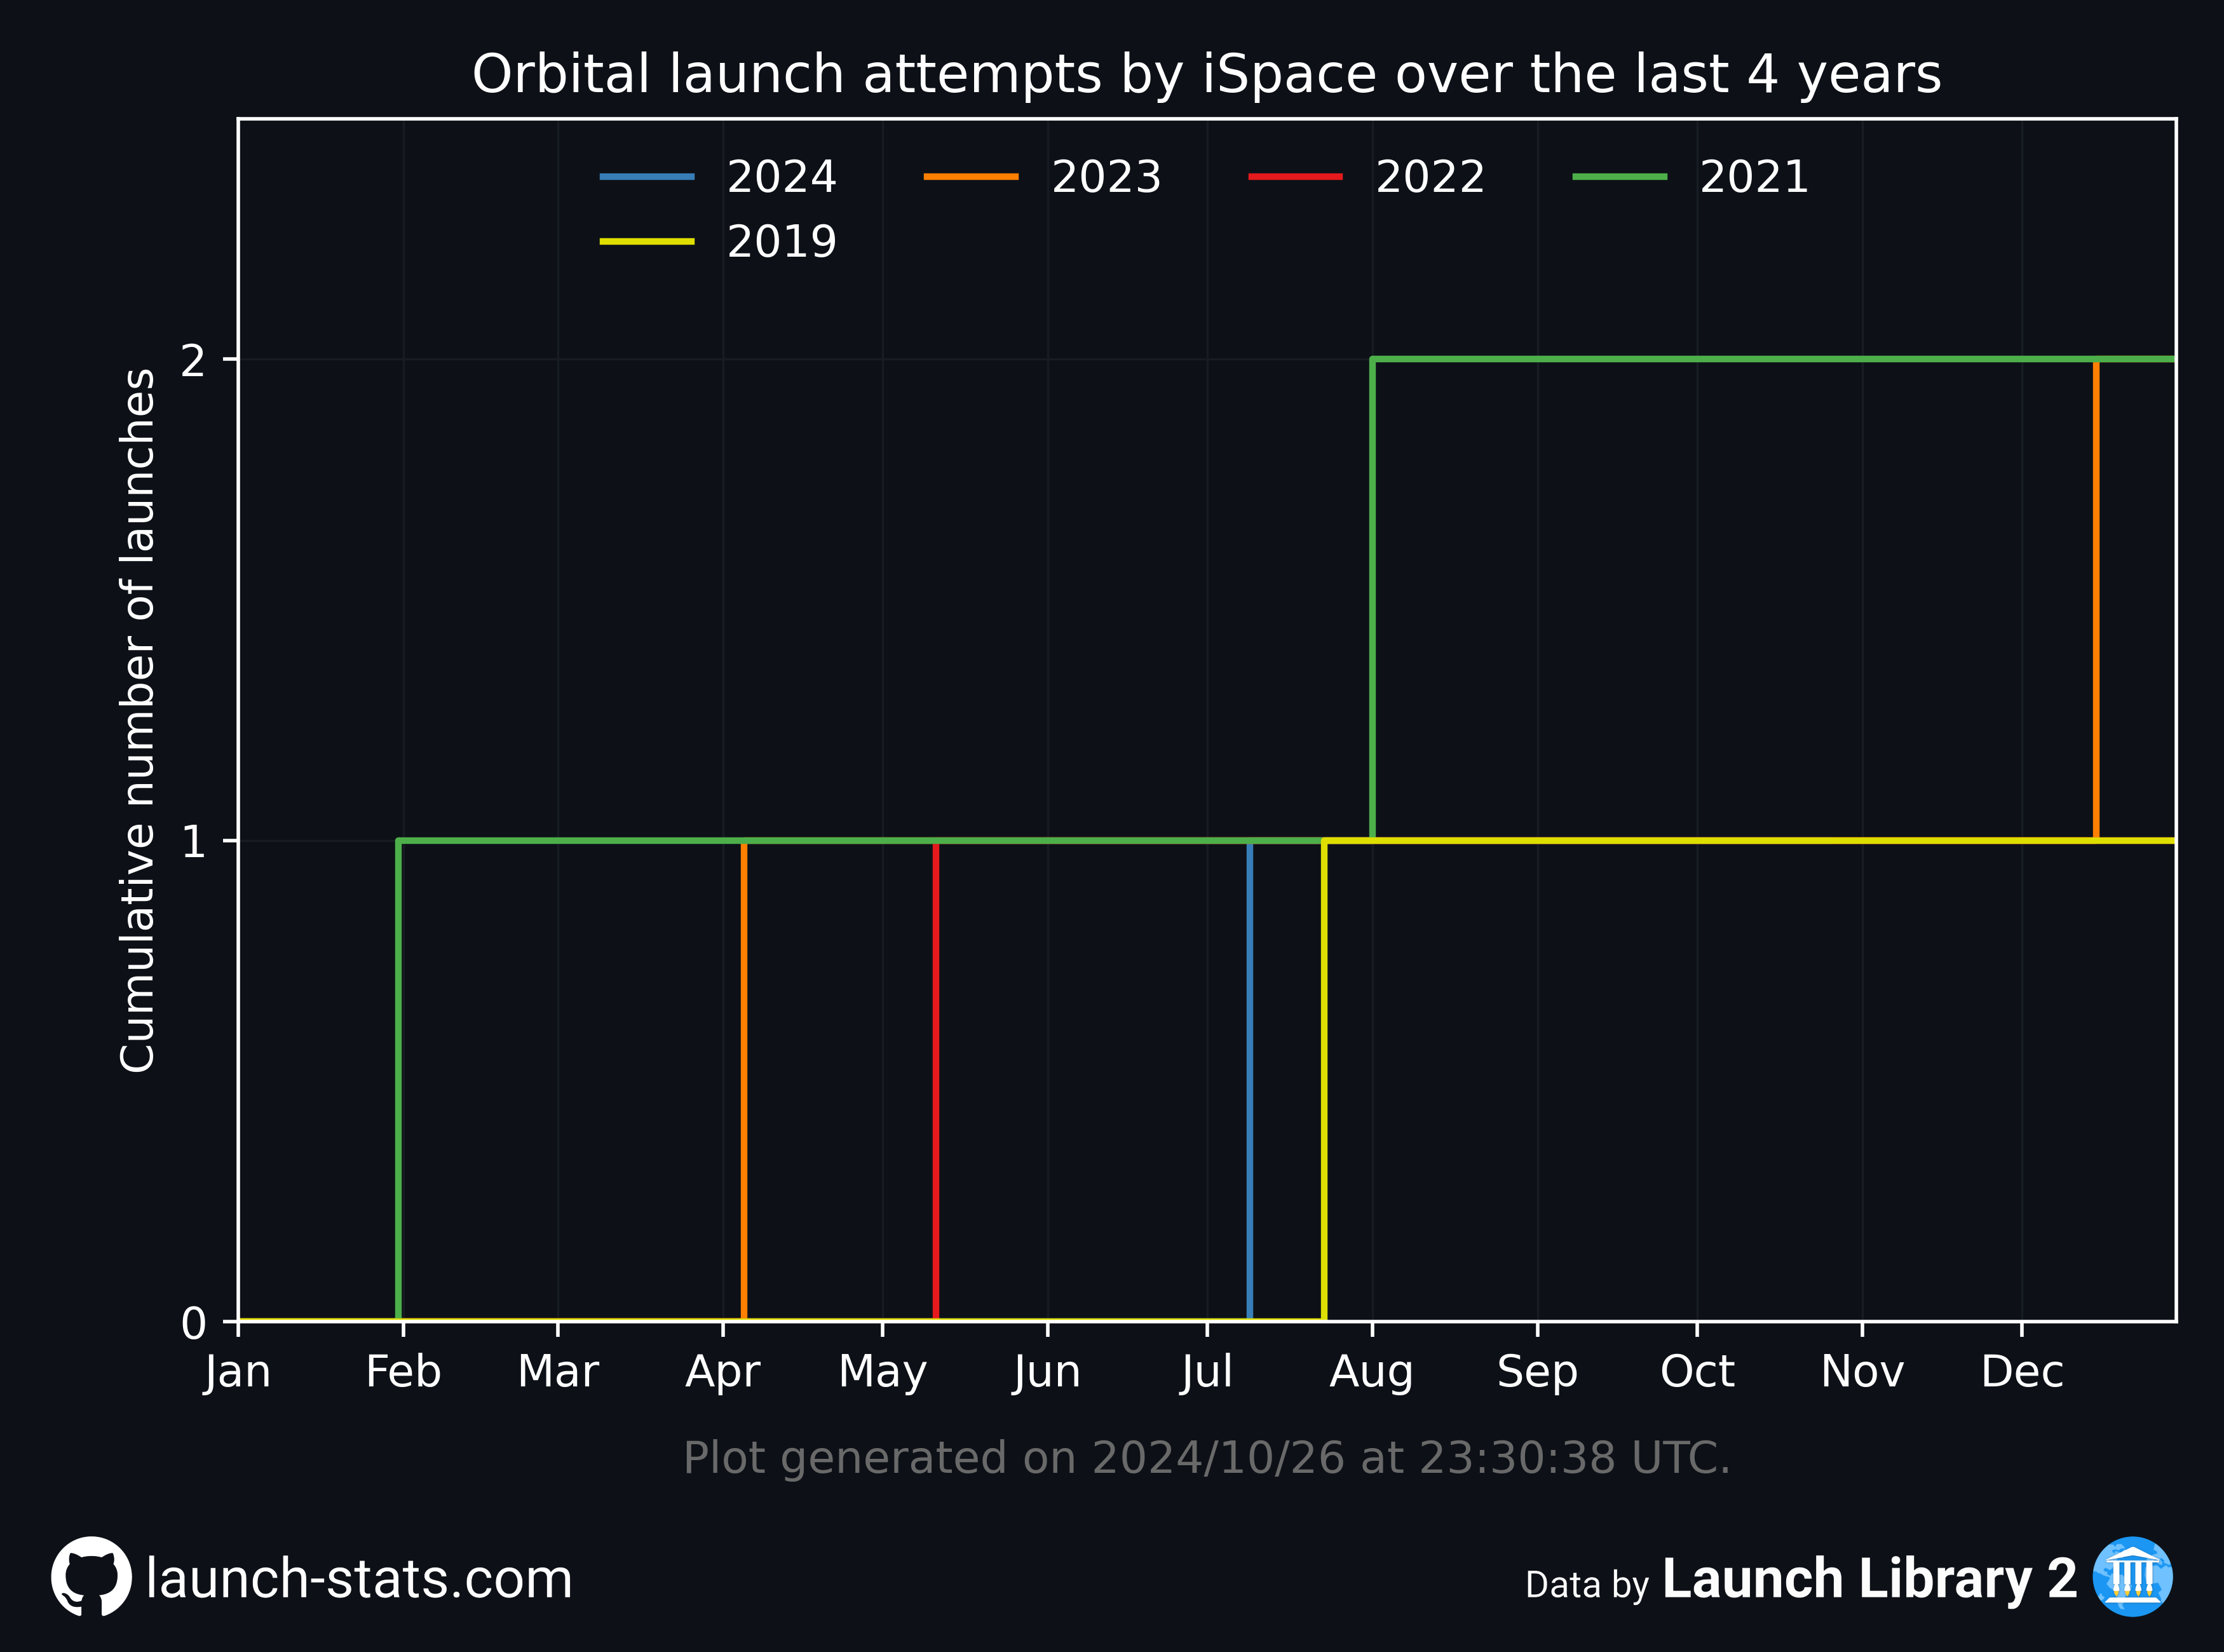 Orbital launch attempts by iSpace over the last 4 years
2024 2023 2022 2021
2019
Cumulative number of launches
2
1
0
Jan Feb Mar Apr May Jun Jul Aug Sep Oct Nov Dec
Plot generated on 2024/10/26 at 23:30:38 UTC.
launch-stats.com
Data by Launch Library 2